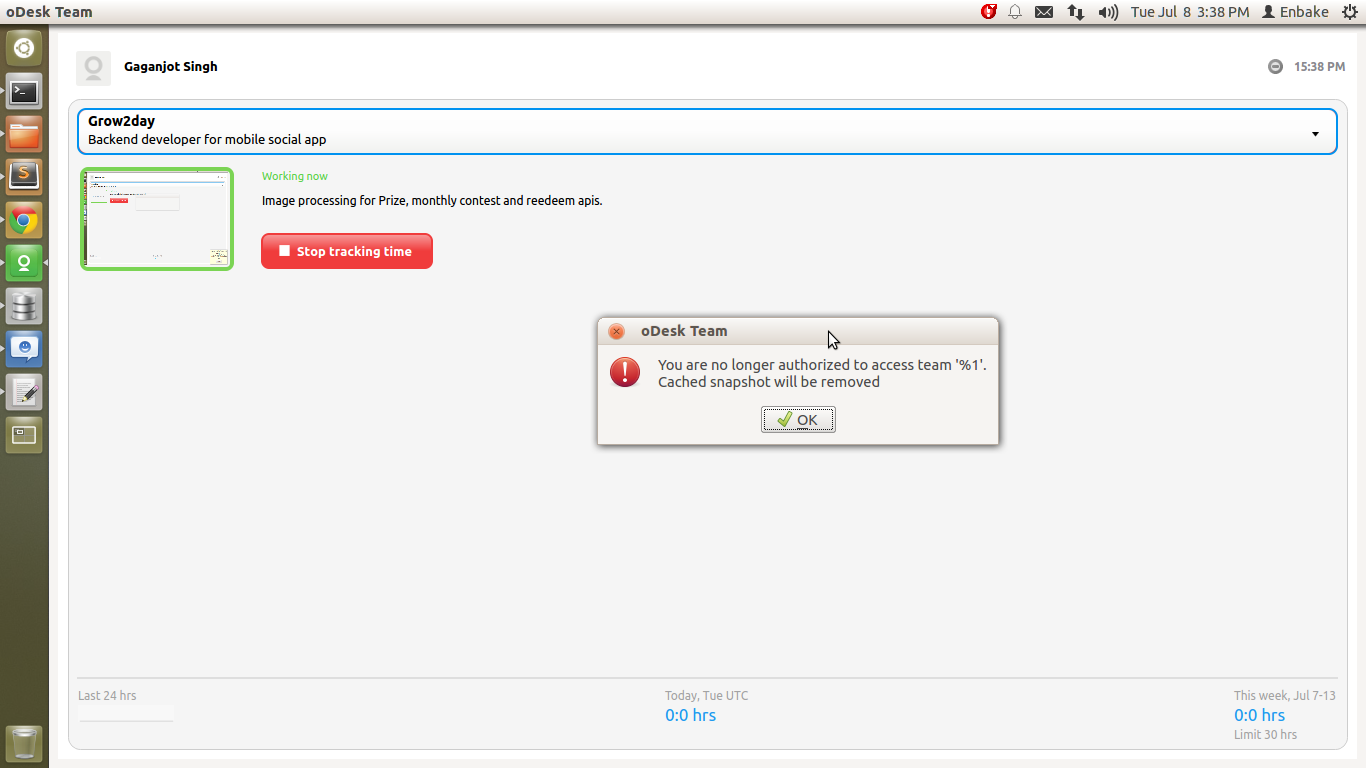 oDesk Team
Tue Jul 8 3:38 PM
Enbake
Gaganjot Singh
15:38 PM
Grow2day
Backend developer for mobile social app
Working now
Image processing for Prize, monthly contest and reedeem apis.
Stop tracking time
oDesk Team
You are no longer authorized to access team '%1'.
Cached snapshot will be removed
OK
Last 24 hrs
Today, Tue UTC
0:0 hrs
This week, Jul 7-13
0:0 hrs
Limit 30 hrs